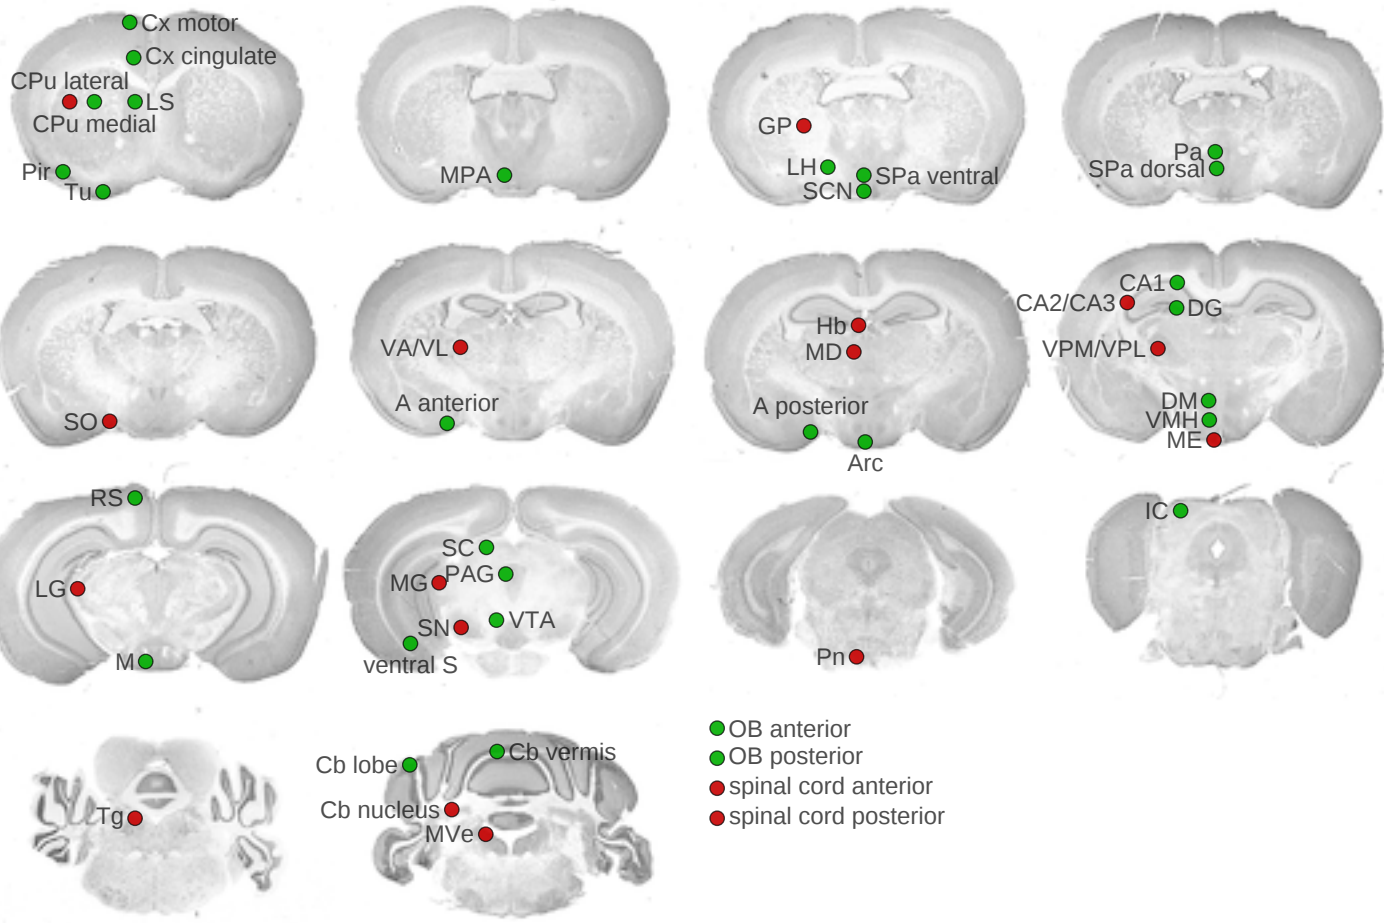 Cx motor
Cx cingulate
CPu lateral
LS
CPu medial
Pir
Tu
MPA
GP
LH
SPa ventral
SCN
Pa
SPa dorsal
SO
VA/VL
A anterior
Hb
MD
A posterior
Arc
CA1
CA2/CA3
DG
VPM/VPL
DM
VMH
ME
RS
LG
M
SC
MG
PAG
SN
VTA
ventral S
Pn
IC
Tg
Cb lobe
Cb vermis
Cb nucleus
MVe
OB anterior
OB posterior
spinal cord anterior
spinal cord posterior